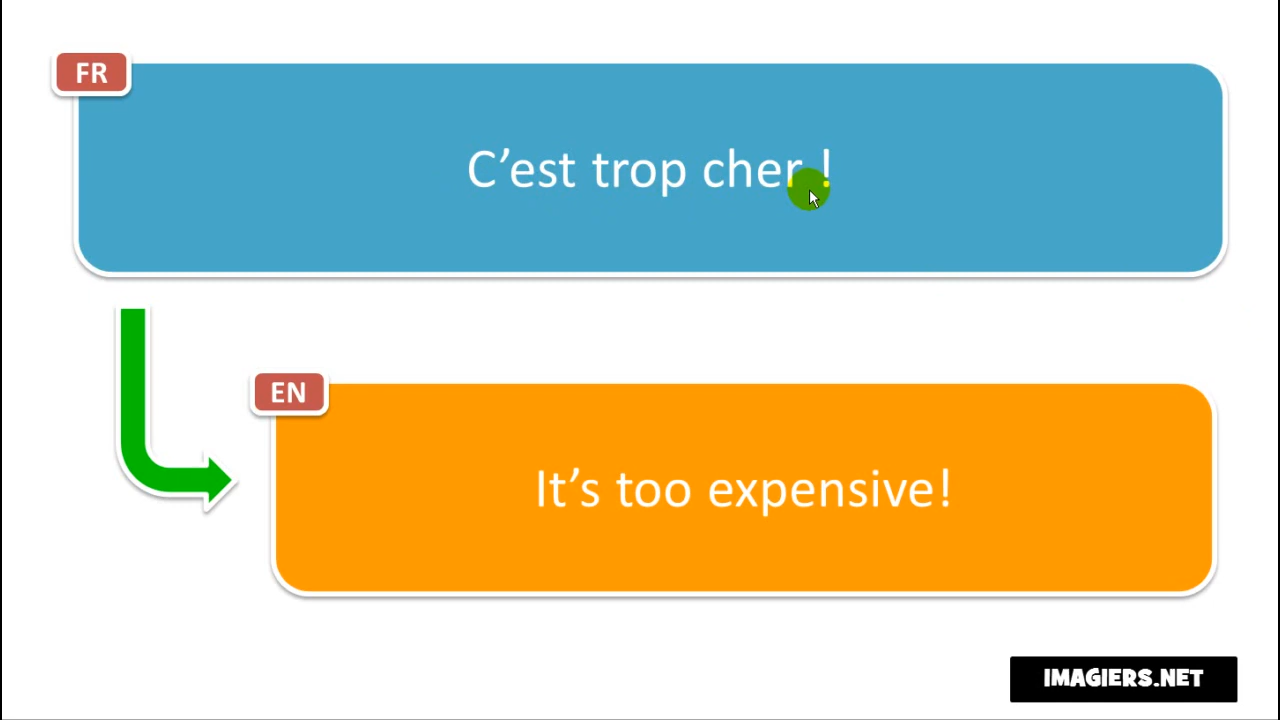 FR
C’est trop cher !
EN
It’s too expensive!
IMAGIERS.NET